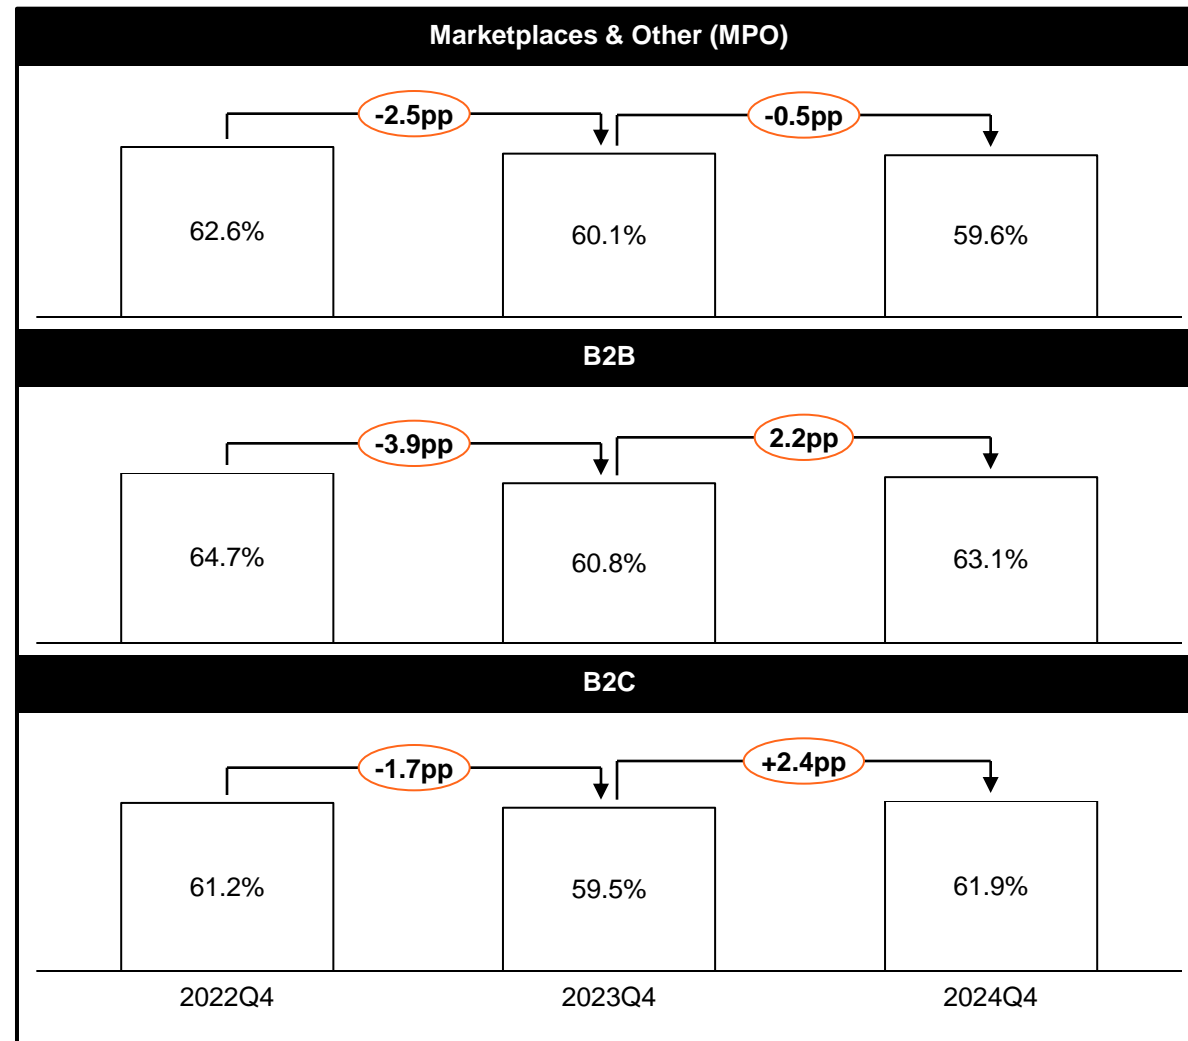 Marketplaces & Other (MPO)
-2.5pp -0.5pp
62.6% 60.1% 59.6%
B2B
-3.9pp 2.2pp
64.7% 60.8% 63.1%
B2C
-1.7pp +2.4pp
61.2% 59.5% 61.9%
2022Q4 2023Q4 2024Q4